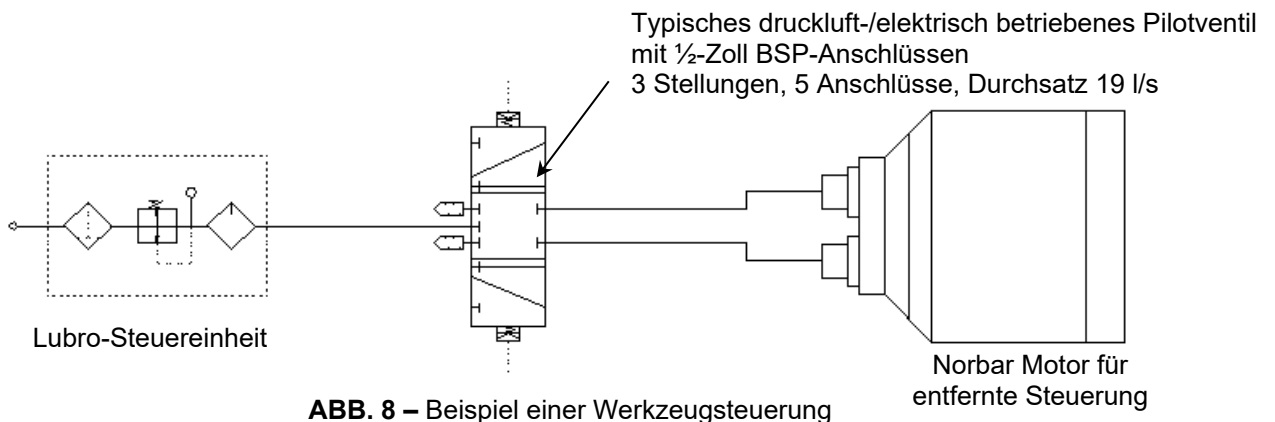 Typisches druckluft-/elektrisch betriebenes Pilotventil
mit ½-Zoll BSP-Anschlüssen
3 Stellungen, 5 Anschlüsse, Durchsatz 19 l/s
Lubro-Steuereinheit
Norbar Motor für
entfernte Steuerung
ABB. 8 – Beispiel einer Werkzeugsteuerung